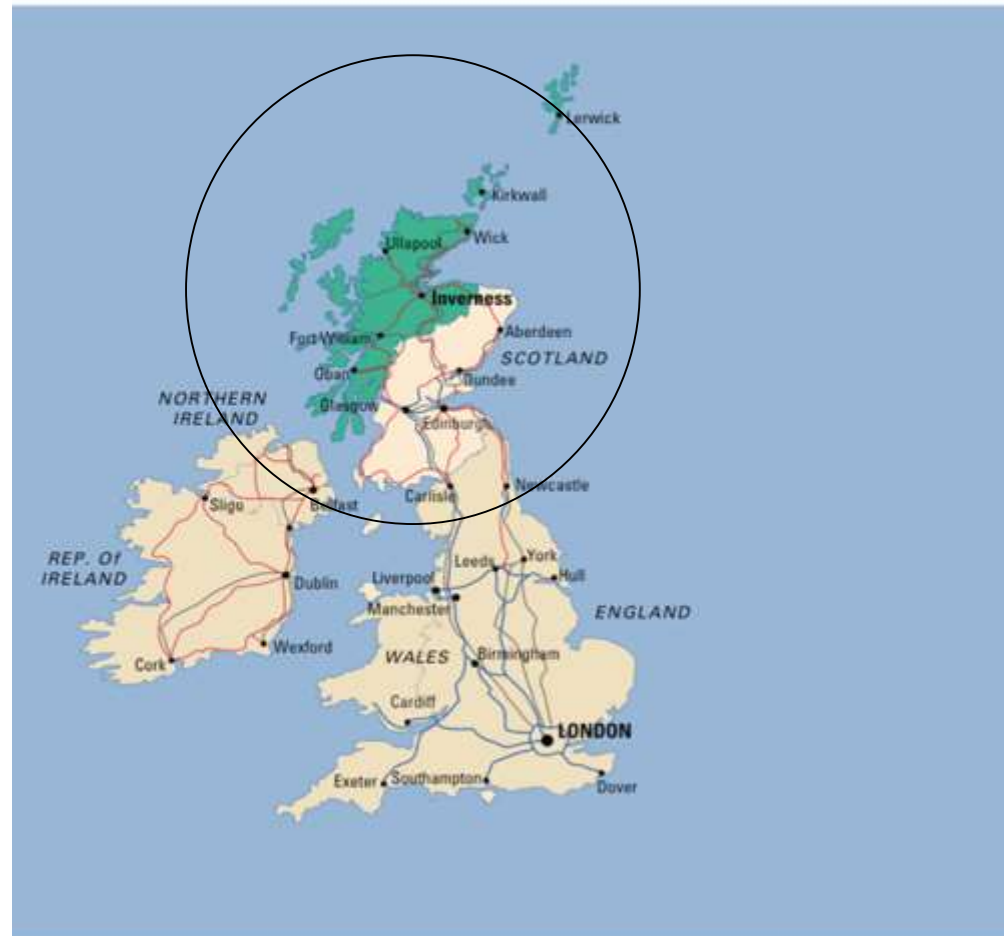 Lerwick
Kirkwall
Ullapool
Wick
Inverness
Fort William
Aberdeen
SCOTLAND
Oban
Dundee
NORTHERN
IRELAND
Glasgow
Edinburgh
Carlisle
Newcastle
Sligo
Belfast
REP. Of
IRELAND
York
Leeds
Hull
Liverpool
Dublin
Manchester
ENGLAND
Wexford
WALES
Birmingham
Cork
Cardiff
LONDON
Exeter
Southampton
Dover